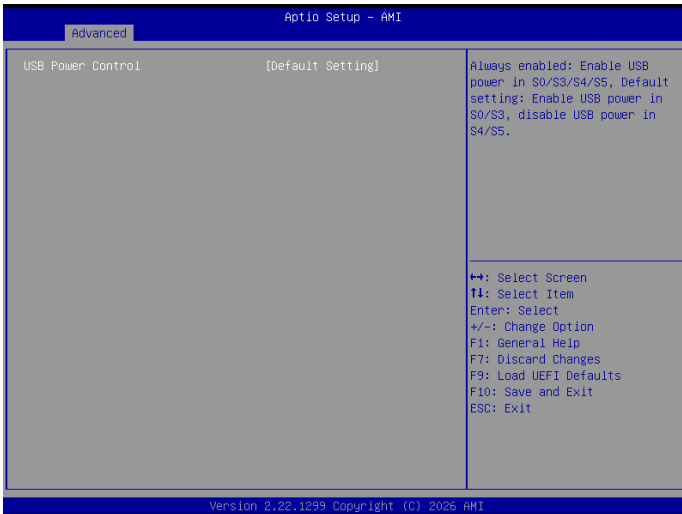 Aptio Setup – AMI
Advanced
USB Power Control [Default Setting]
Always enabled: Enable USB
power in S0/S3/S4/S5, Default
setting: Enable USB power in
S0/S3, disable USB power in
S4/S5.
↔: Select Screen
↑↓: Select Item
Enter: Select
+/-: Change Option
F1: General Help
F7: Discard Changes
F9: Load UEFI Defaults
F10: Save and Exit
ESC: Exit
Version 2.22.1299 Copyright (C) 2026 AMI